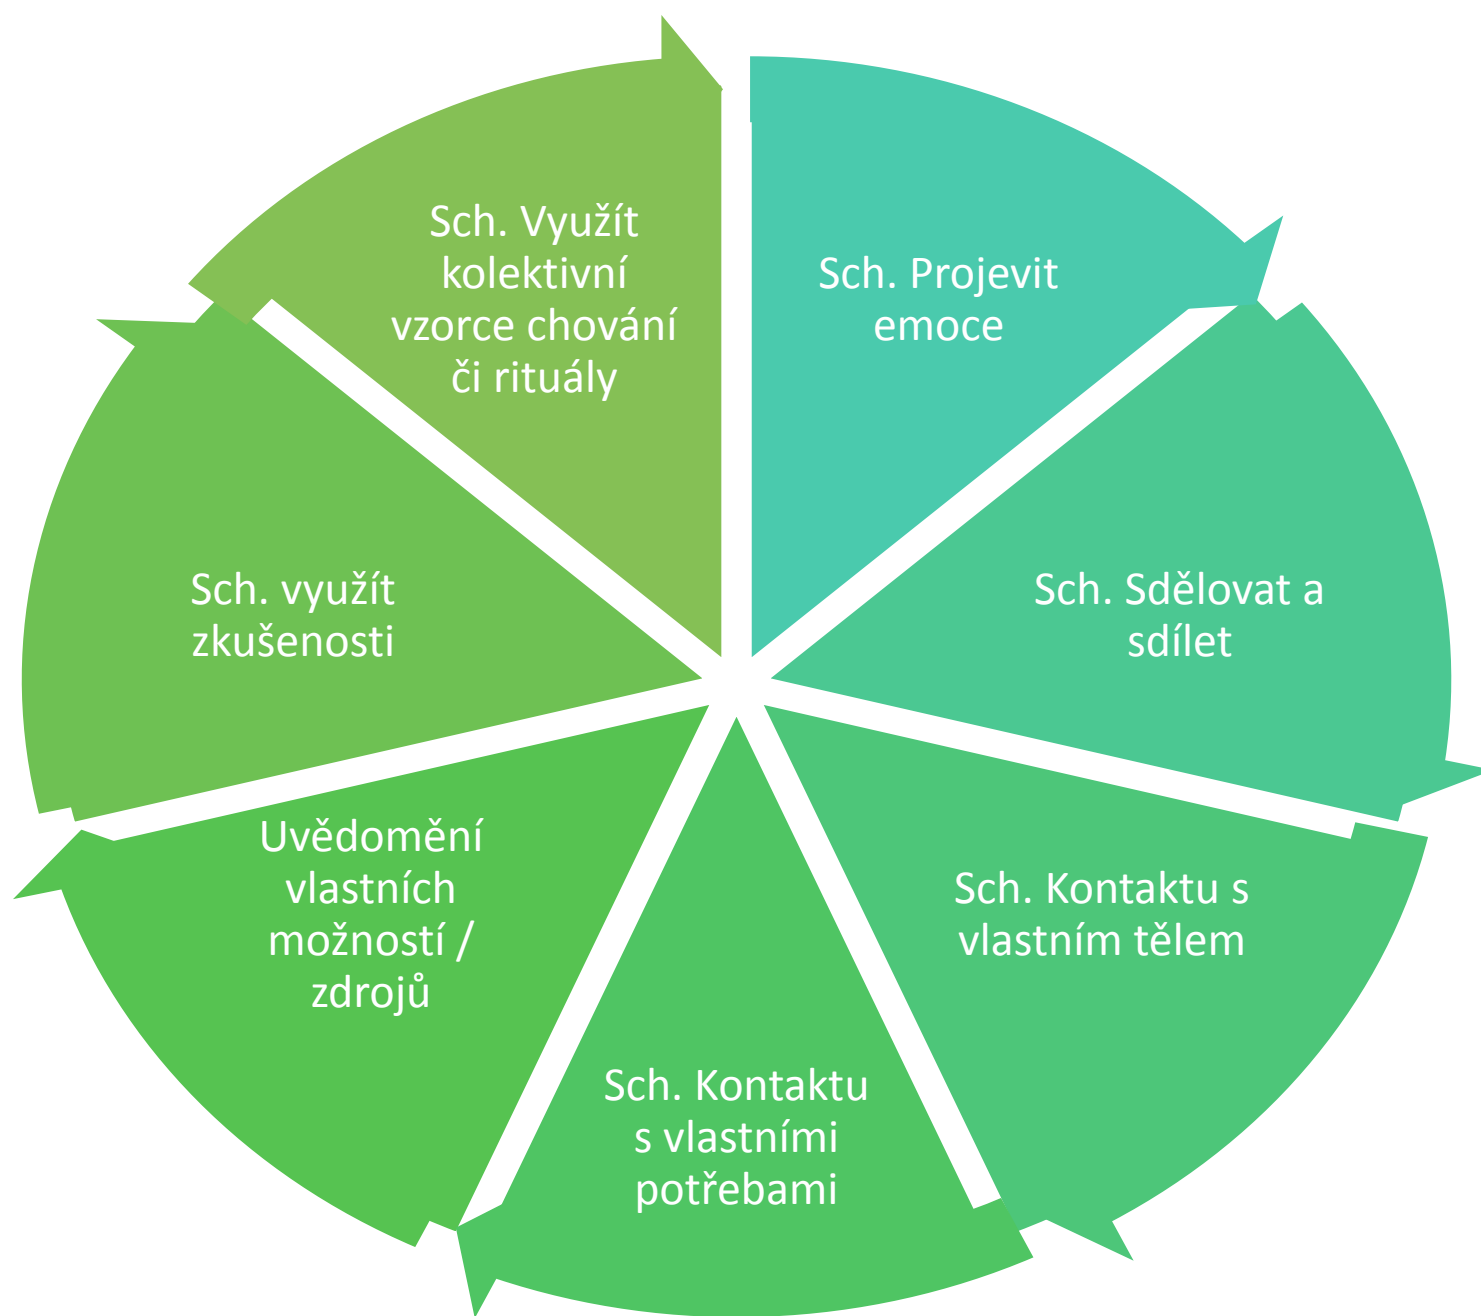 Sch. Projevit
emoce
Sch. Sdělovat a
sdílet
Sch. Kontaktu s
vlastním tělem
Sch. Kontaktu
s vlastními
potřebami
Uvědomění
vlastních
možností /
zdrojů
Sch. využít
zkušenosti
Sch. Využít
kolektivní
vzorce chování
či rituály